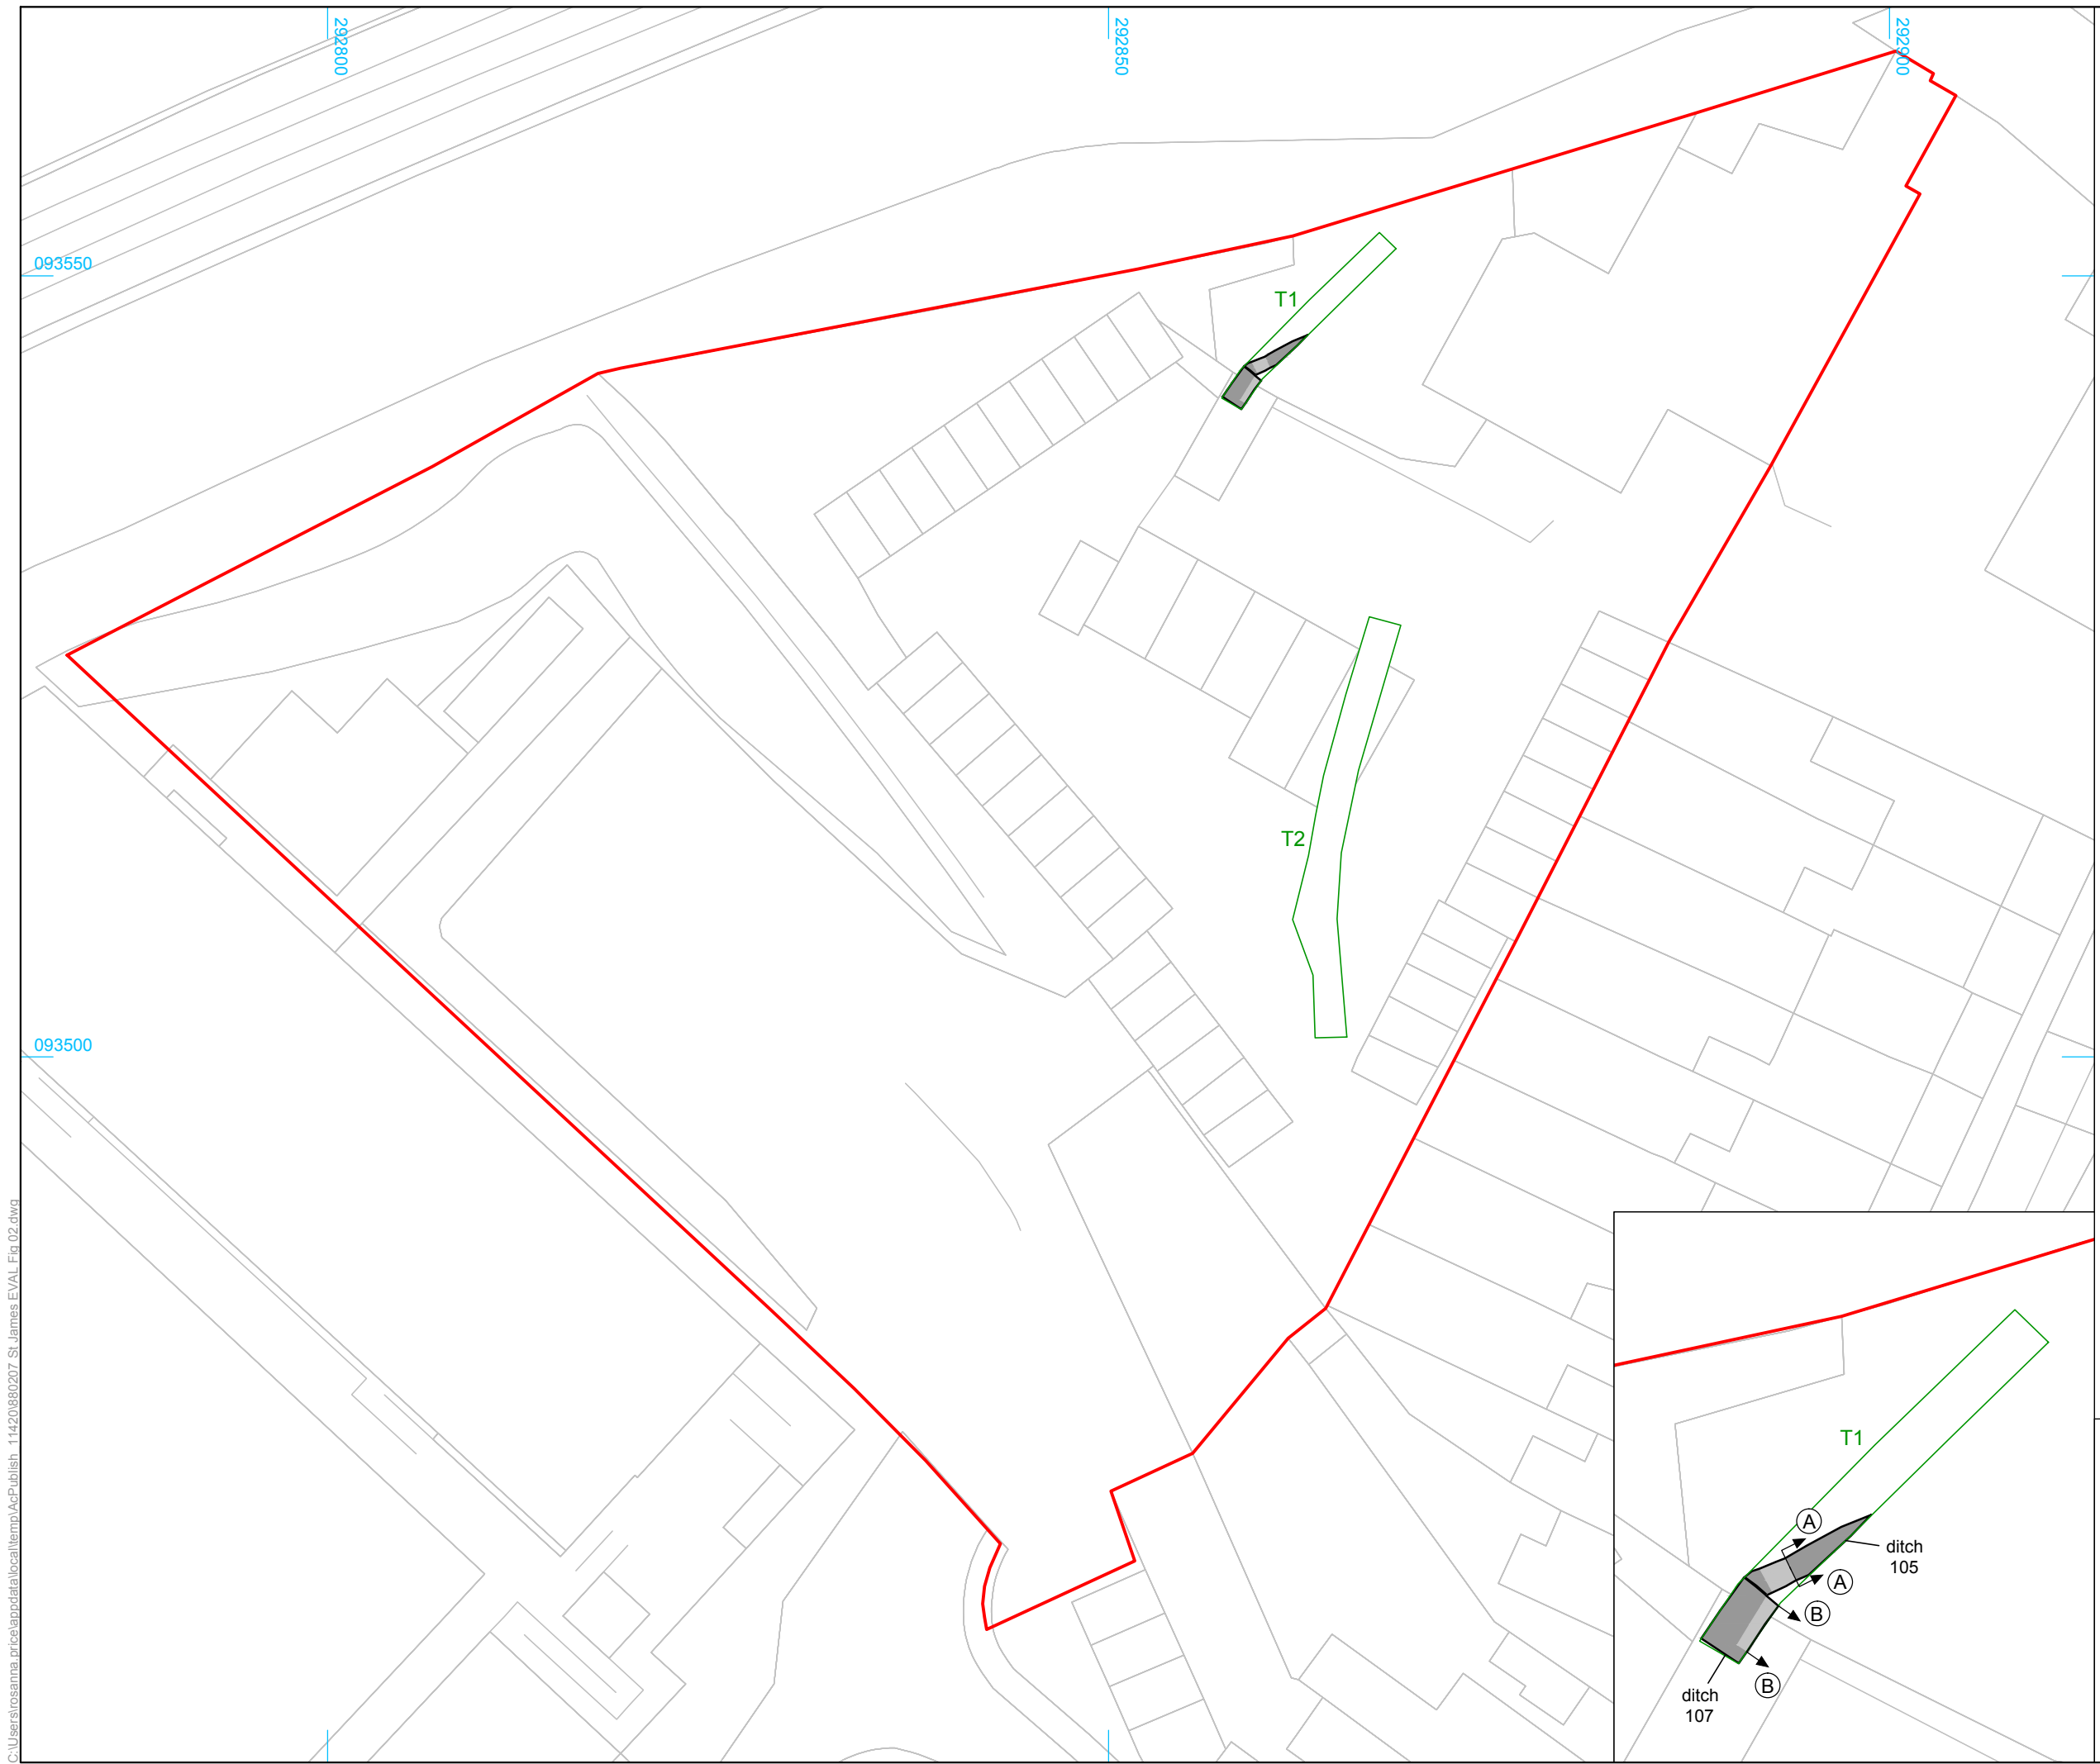 292800
292850
292900
093550
T1
T2
093500
T1
A
ditch
105
A
B
B
ditch
107
C:\Users\rosanna.price\appdata\local\temp\AcPublish_11420\880207 St James EVAL Fig 02.dwg